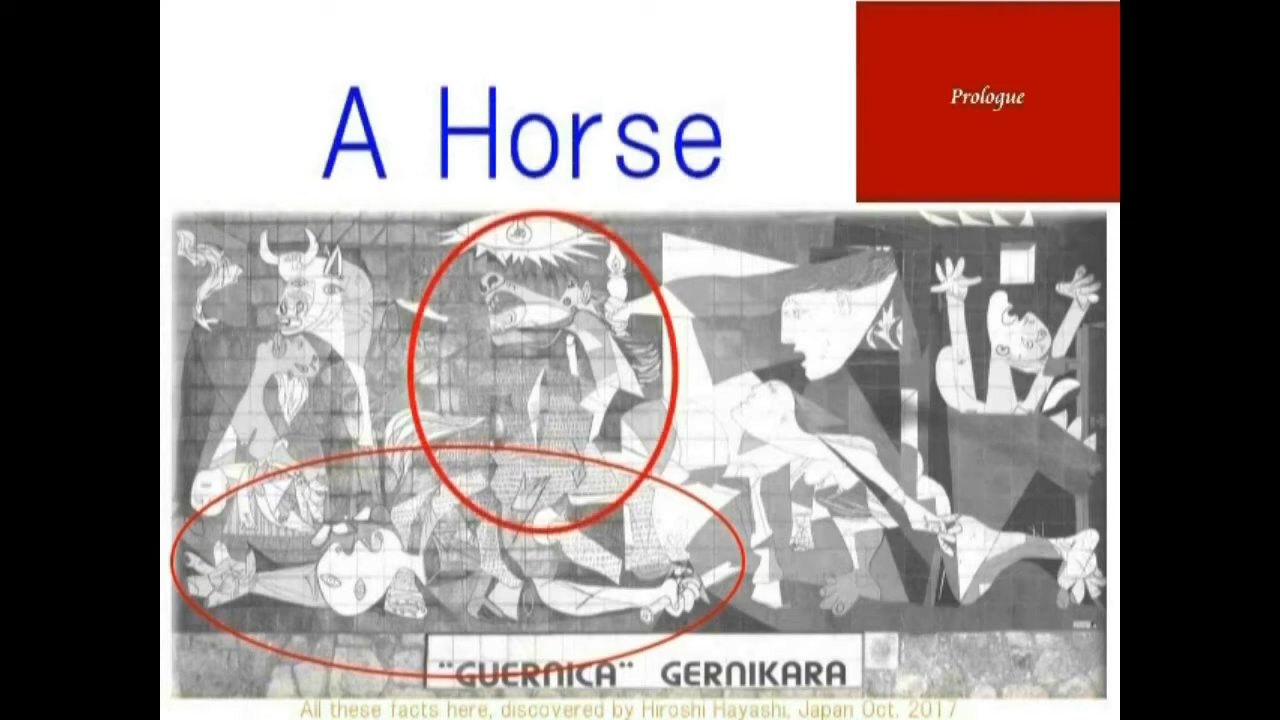 Prologue
A Horse
"GUERNICA" GERNIKARA
All these facts here, discovered by Hiroshi Hayashi, Japan Oct. 2017